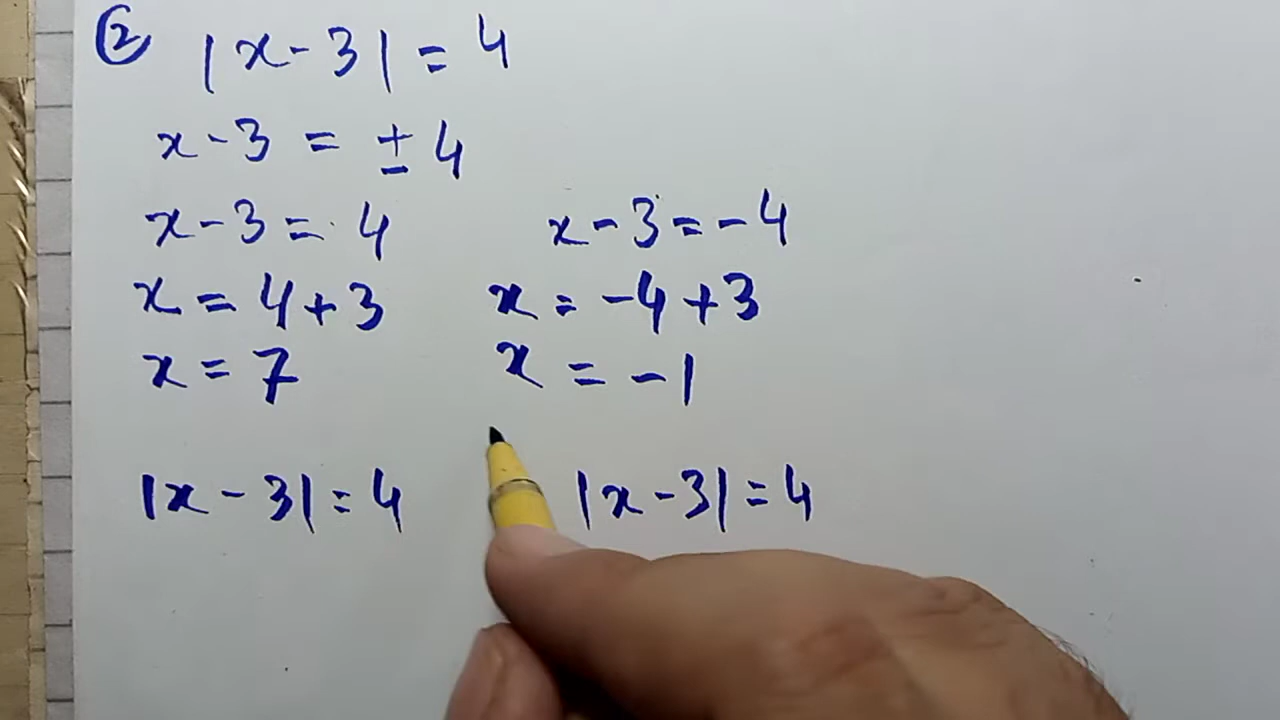 ② |x-3| = 4
x-3 = ± 4
x-3 = 4 x-3 = -4
x = 4+3 x = -4+3
x = 7 x = -1
|x-3| = 4 |x-3| = 4